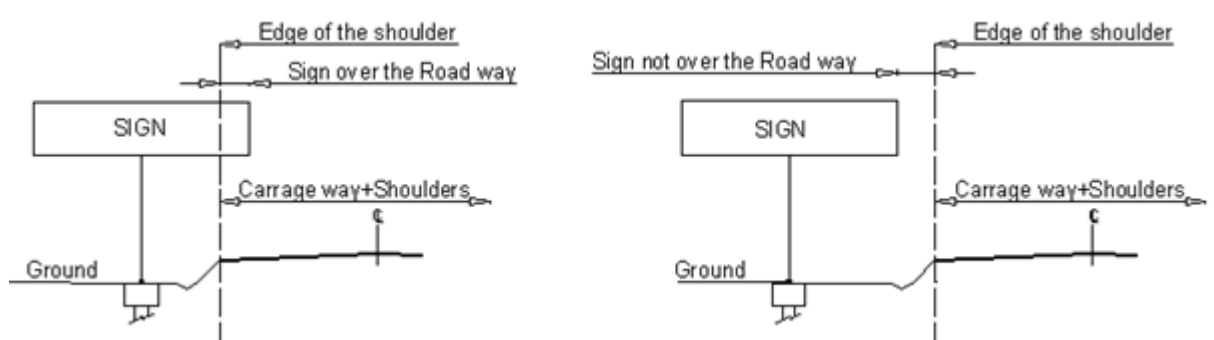 Edge of the shoulder
Sign over the Road way
SIGN
Carrage way+Shoulders
℄
Ground
Edge of the shoulder
Sign not over the Road way
SIGN
Carrage way+Shoulders
℄
Ground